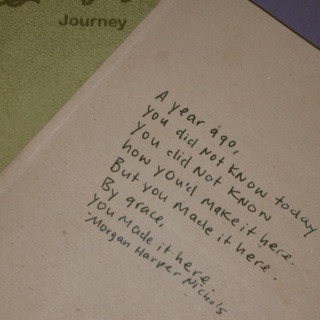 Journey
A year ago,
you did Not KNOW today
You did NOT KNOW
how you'd make it here.
But you made it here.
By grace,
you made it here.
-Morgan Harper Nichols